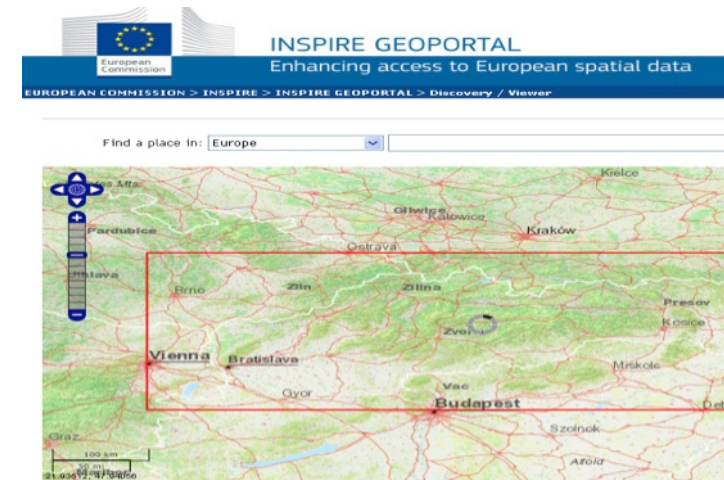 European
Commission
INSPIRE GEOPORTAL
Enhancing access to European spatial data
EUROPEAN COMMISSION > INSPIRE > INSPIRE GEOPORTAL > Discovery / Viewer
Find a place in: Europe
Kielce
Gliwice
Katowice
Pardubice
Kraków
Ostrava
Jihlava
Brno
Zlin
Zilina
Presov
Kosice
Vienna
Bratislava
Miskolc
Gyor
Vac
Budapest
Szolnok
Graz
Alfold
100 km
50 mi